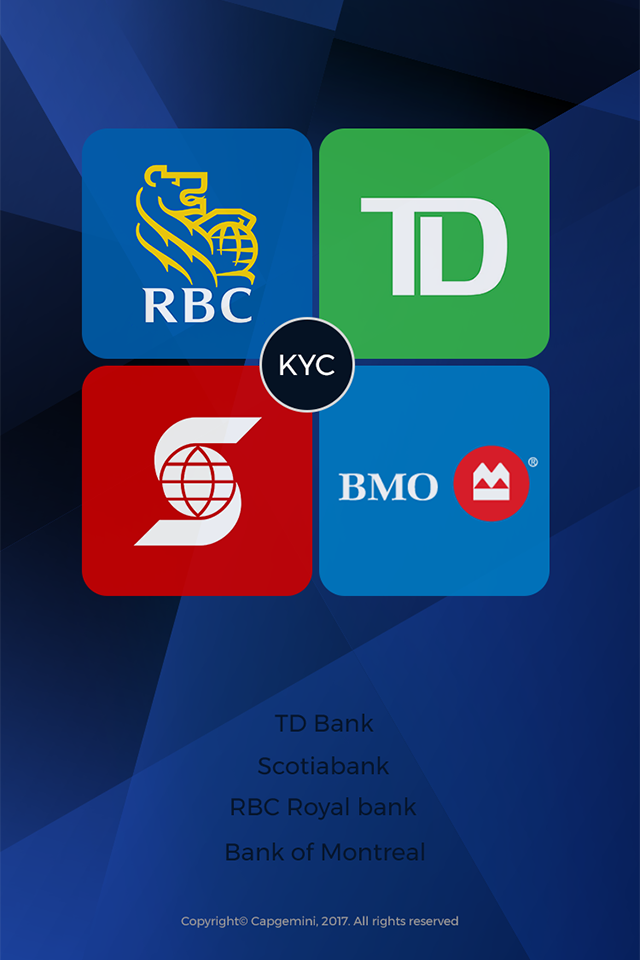 RBC
TD
KYC
BMO ®
TD Bank
Scotiabank
RBC Royal bank
Bank of Montreal
Copyright© Capgemini, 2017. All rights reserved